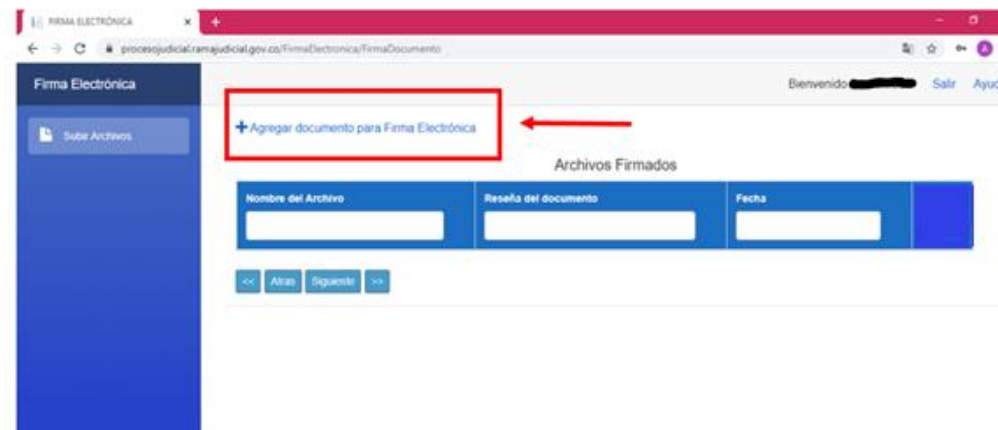 FIRMA ELECTRÓNICA
procesojudicial.ramajudicial.gov.co/FirmaElectronica/FirmaDocumento
Firma Electrónica
Bienvenido
Salir
Subir Archivos
+Agregar documento para Firma Electrónica
Archivos Firmados
Nombre del Archivo
Reseña del documento
Fecha
<<
Atras
Siguiente
>>